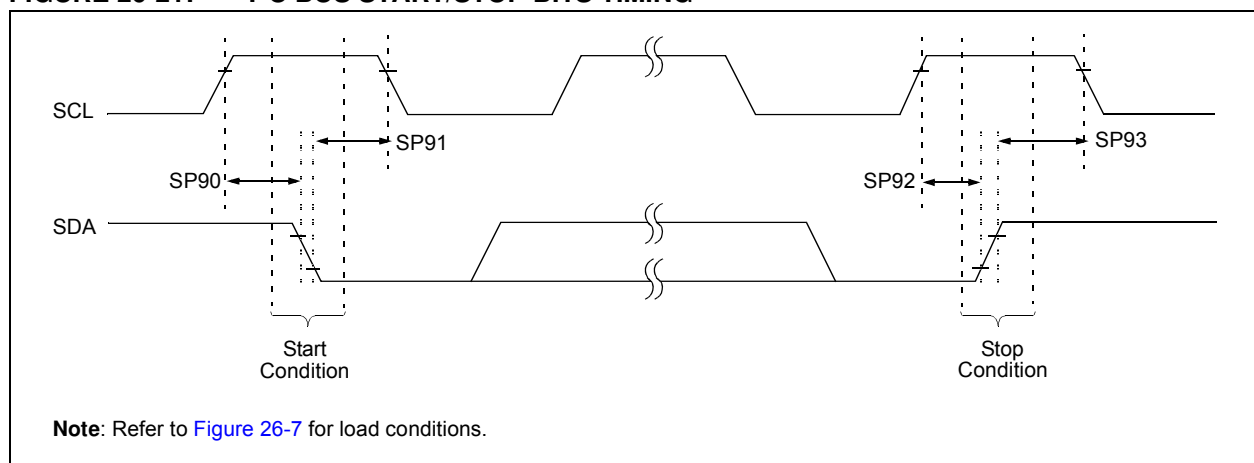 SCL
SP91
SP93
SP90
SP92
SDA
Start
Condition
Stop
Condition
Note: Refer to Figure 26-7 for load conditions.